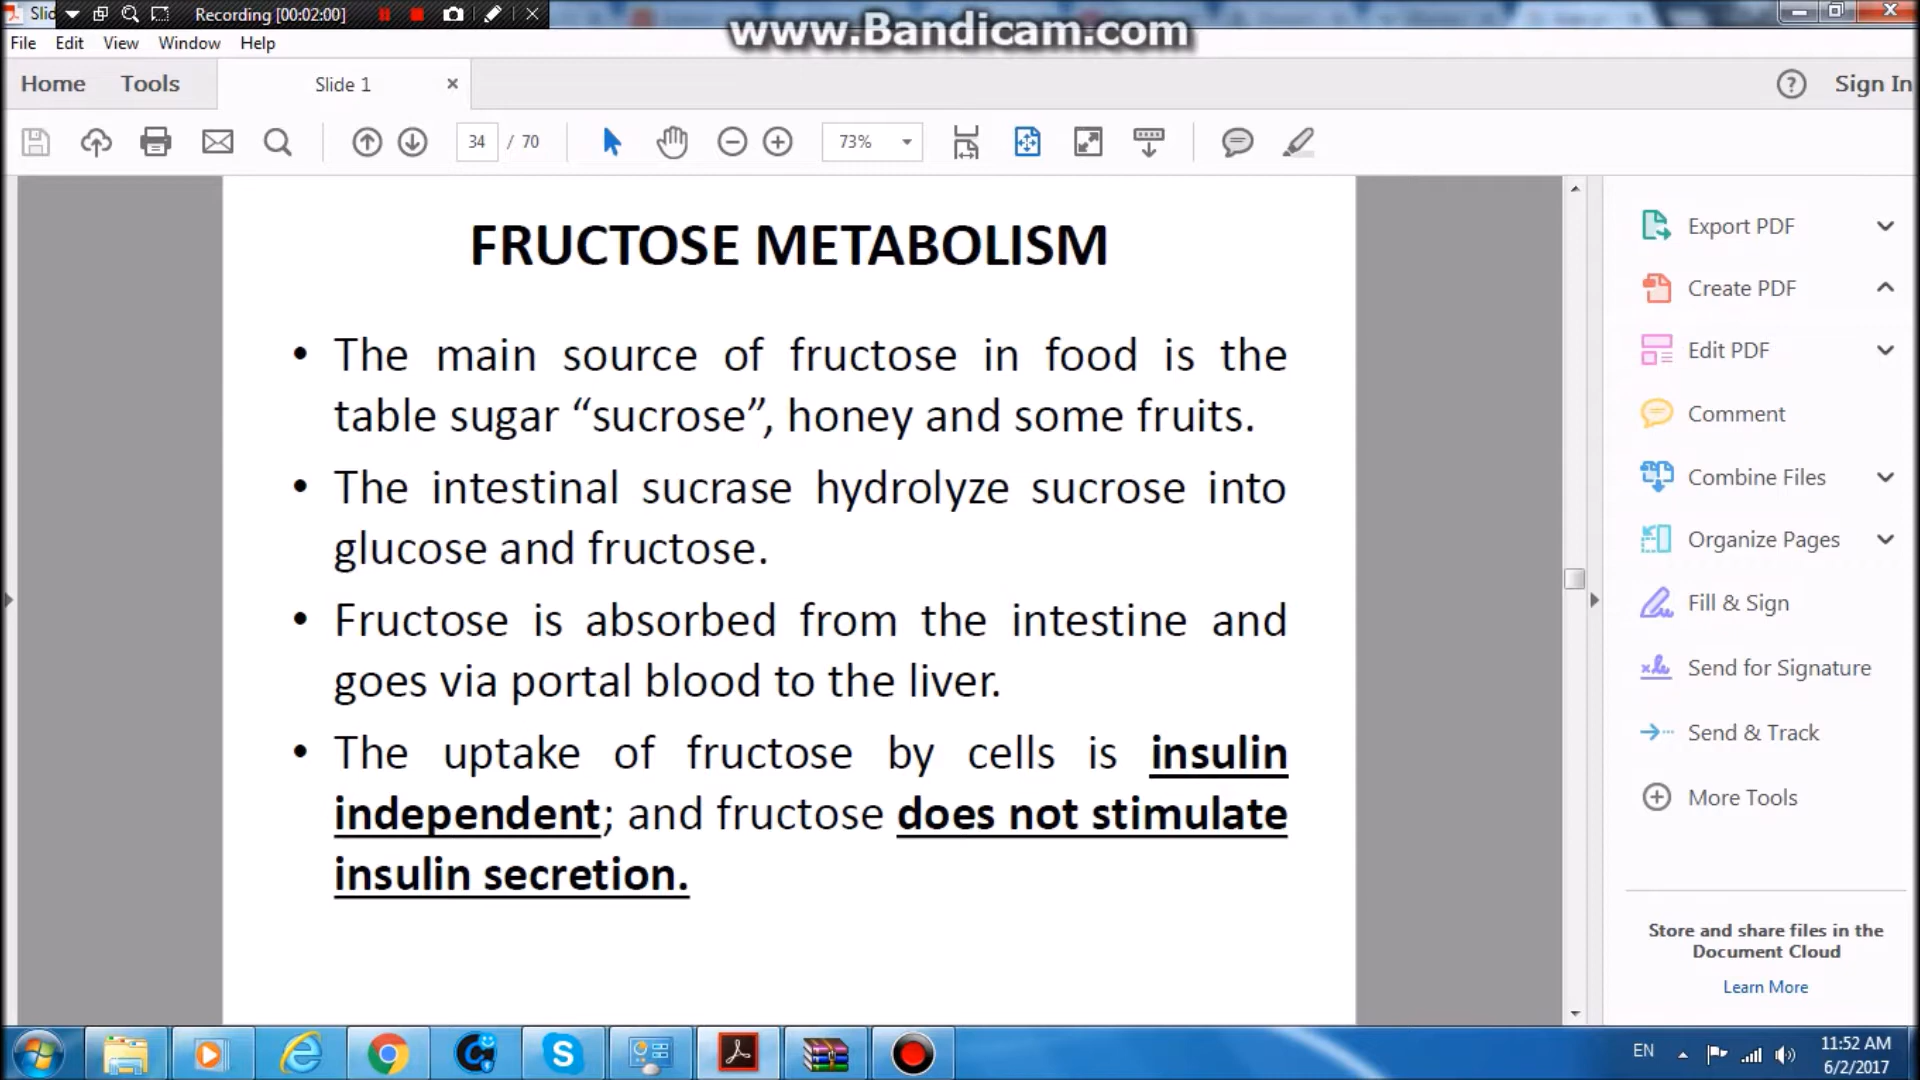 Slid
Recording [00:02:00]
www.Bandicam.com
File Edit View Window Help
Home Tools Slide 1 Sign In
34 / 70 73%
FRUCTOSE METABOLISM
• The main source of fructose in food is the
table sugar “sucrose”, honey and some fruits.
• The intestinal sucrase hydrolyze sucrose into
glucose and fructose.
• Fructose is absorbed from the intestine and
goes via portal blood to the liver.
• The uptake of fructose by cells is insulin
independent; and fructose does not stimulate
insulin secretion.
Export PDF
Create PDF
Edit PDF
Comment
Combine Files
Organize Pages
Fill & Sign
Send for Signature
Send & Track
More Tools
Store and share files in the
Document Cloud
Learn More
EN
11:52 AM
6/2/2017